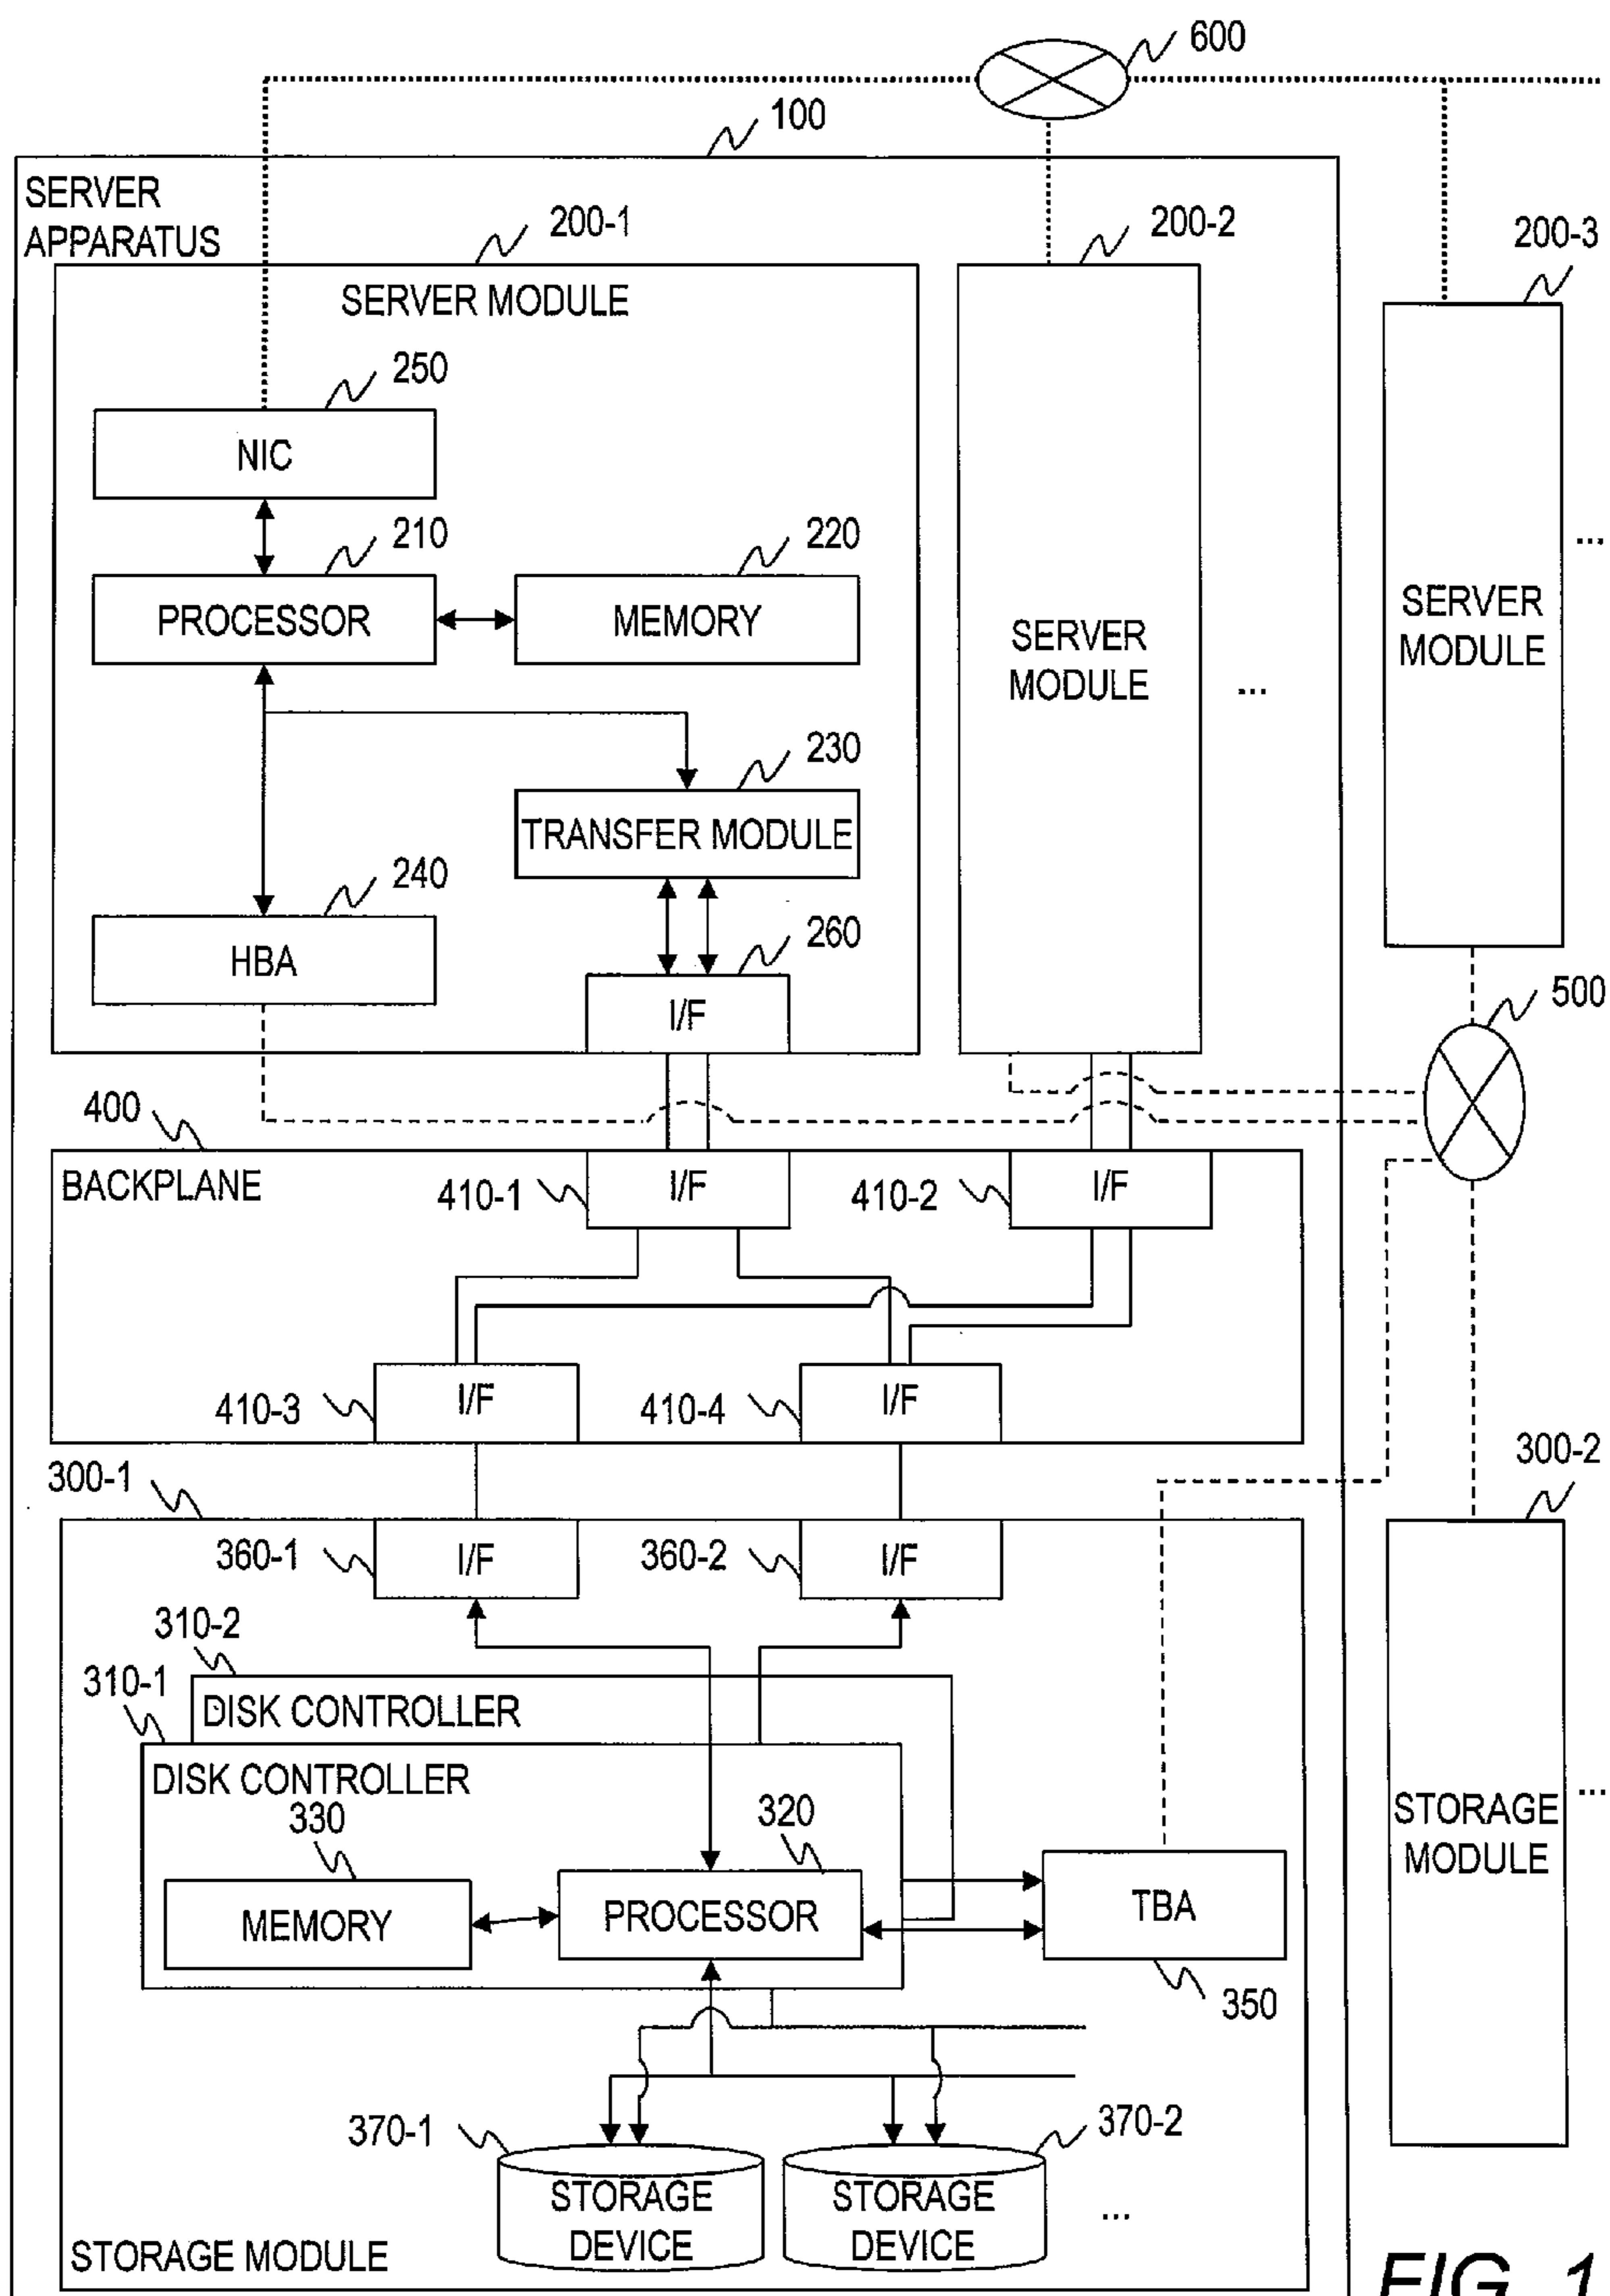 600
100
SERVER
APPARATUS
200-1
200-2
200-3
SERVER MODULE
250
NIC
210
220
PROCESSOR
MEMORY
...
SERVER
MODULE
SERVER
MODULE
...
230
TRANSFER MODULE
240
HBA
260
I/F
500
400
BACKPLANE
410-1
I/F
410-2
I/F
410-3
I/F
410-4
I/F
300-1
300-2
360-1
I/F
360-2
I/F
310-2
310-1
DISK CONTROLLER
DISK CONTROLLER
330
320
MEMORY
PROCESSOR
TBA
350
STORAGE
MODULE
...
370-1
370-2
STORAGE
DEVICE
STORAGE
DEVICE
...
STORAGE MODULE
FIG. 1